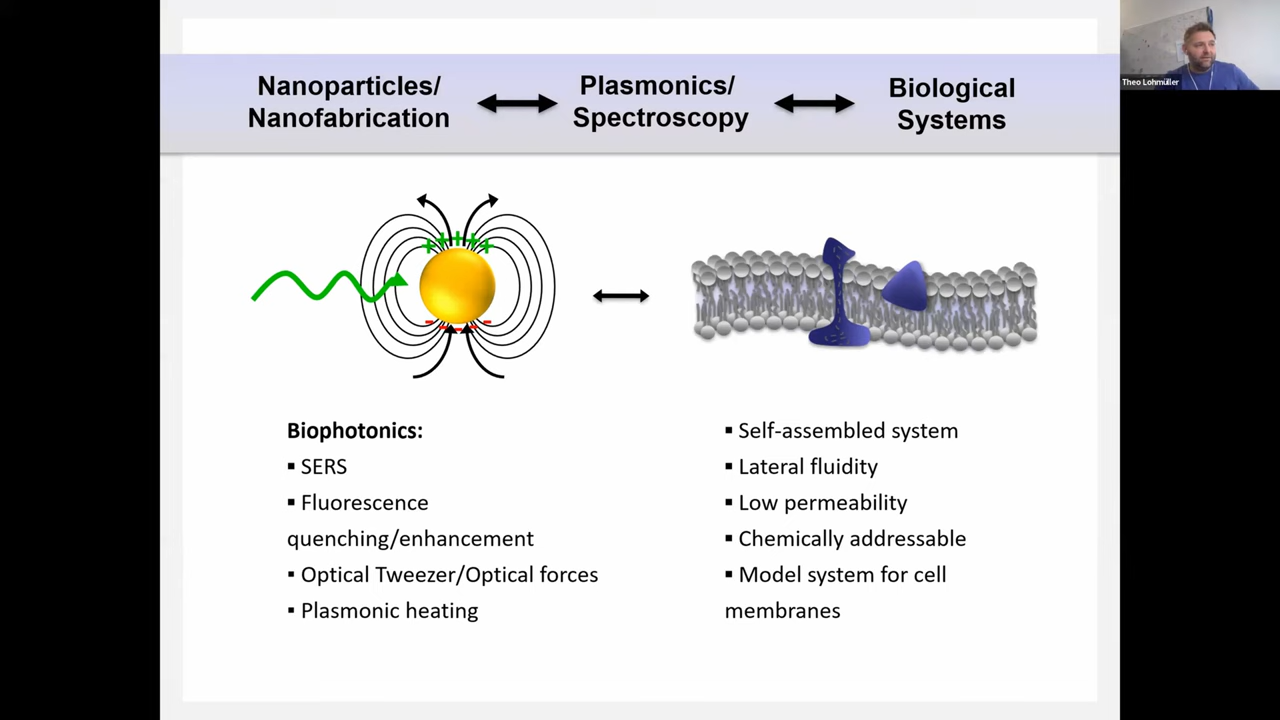 Nanoparticles/
Nanofabrication
Plasmonics/
Spectroscopy
Biological
Systems
Theo Lohmüller
Biophotonics:
▪ SERS
▪ Fluorescence
quenching/enhancement
▪ Optical Tweezer/Optical forces
▪ Plasmonic heating
▪ Self-assembled system
▪ Lateral fluidity
▪ Low permeability
▪ Chemically addressable
▪ Model system for cell
membranes